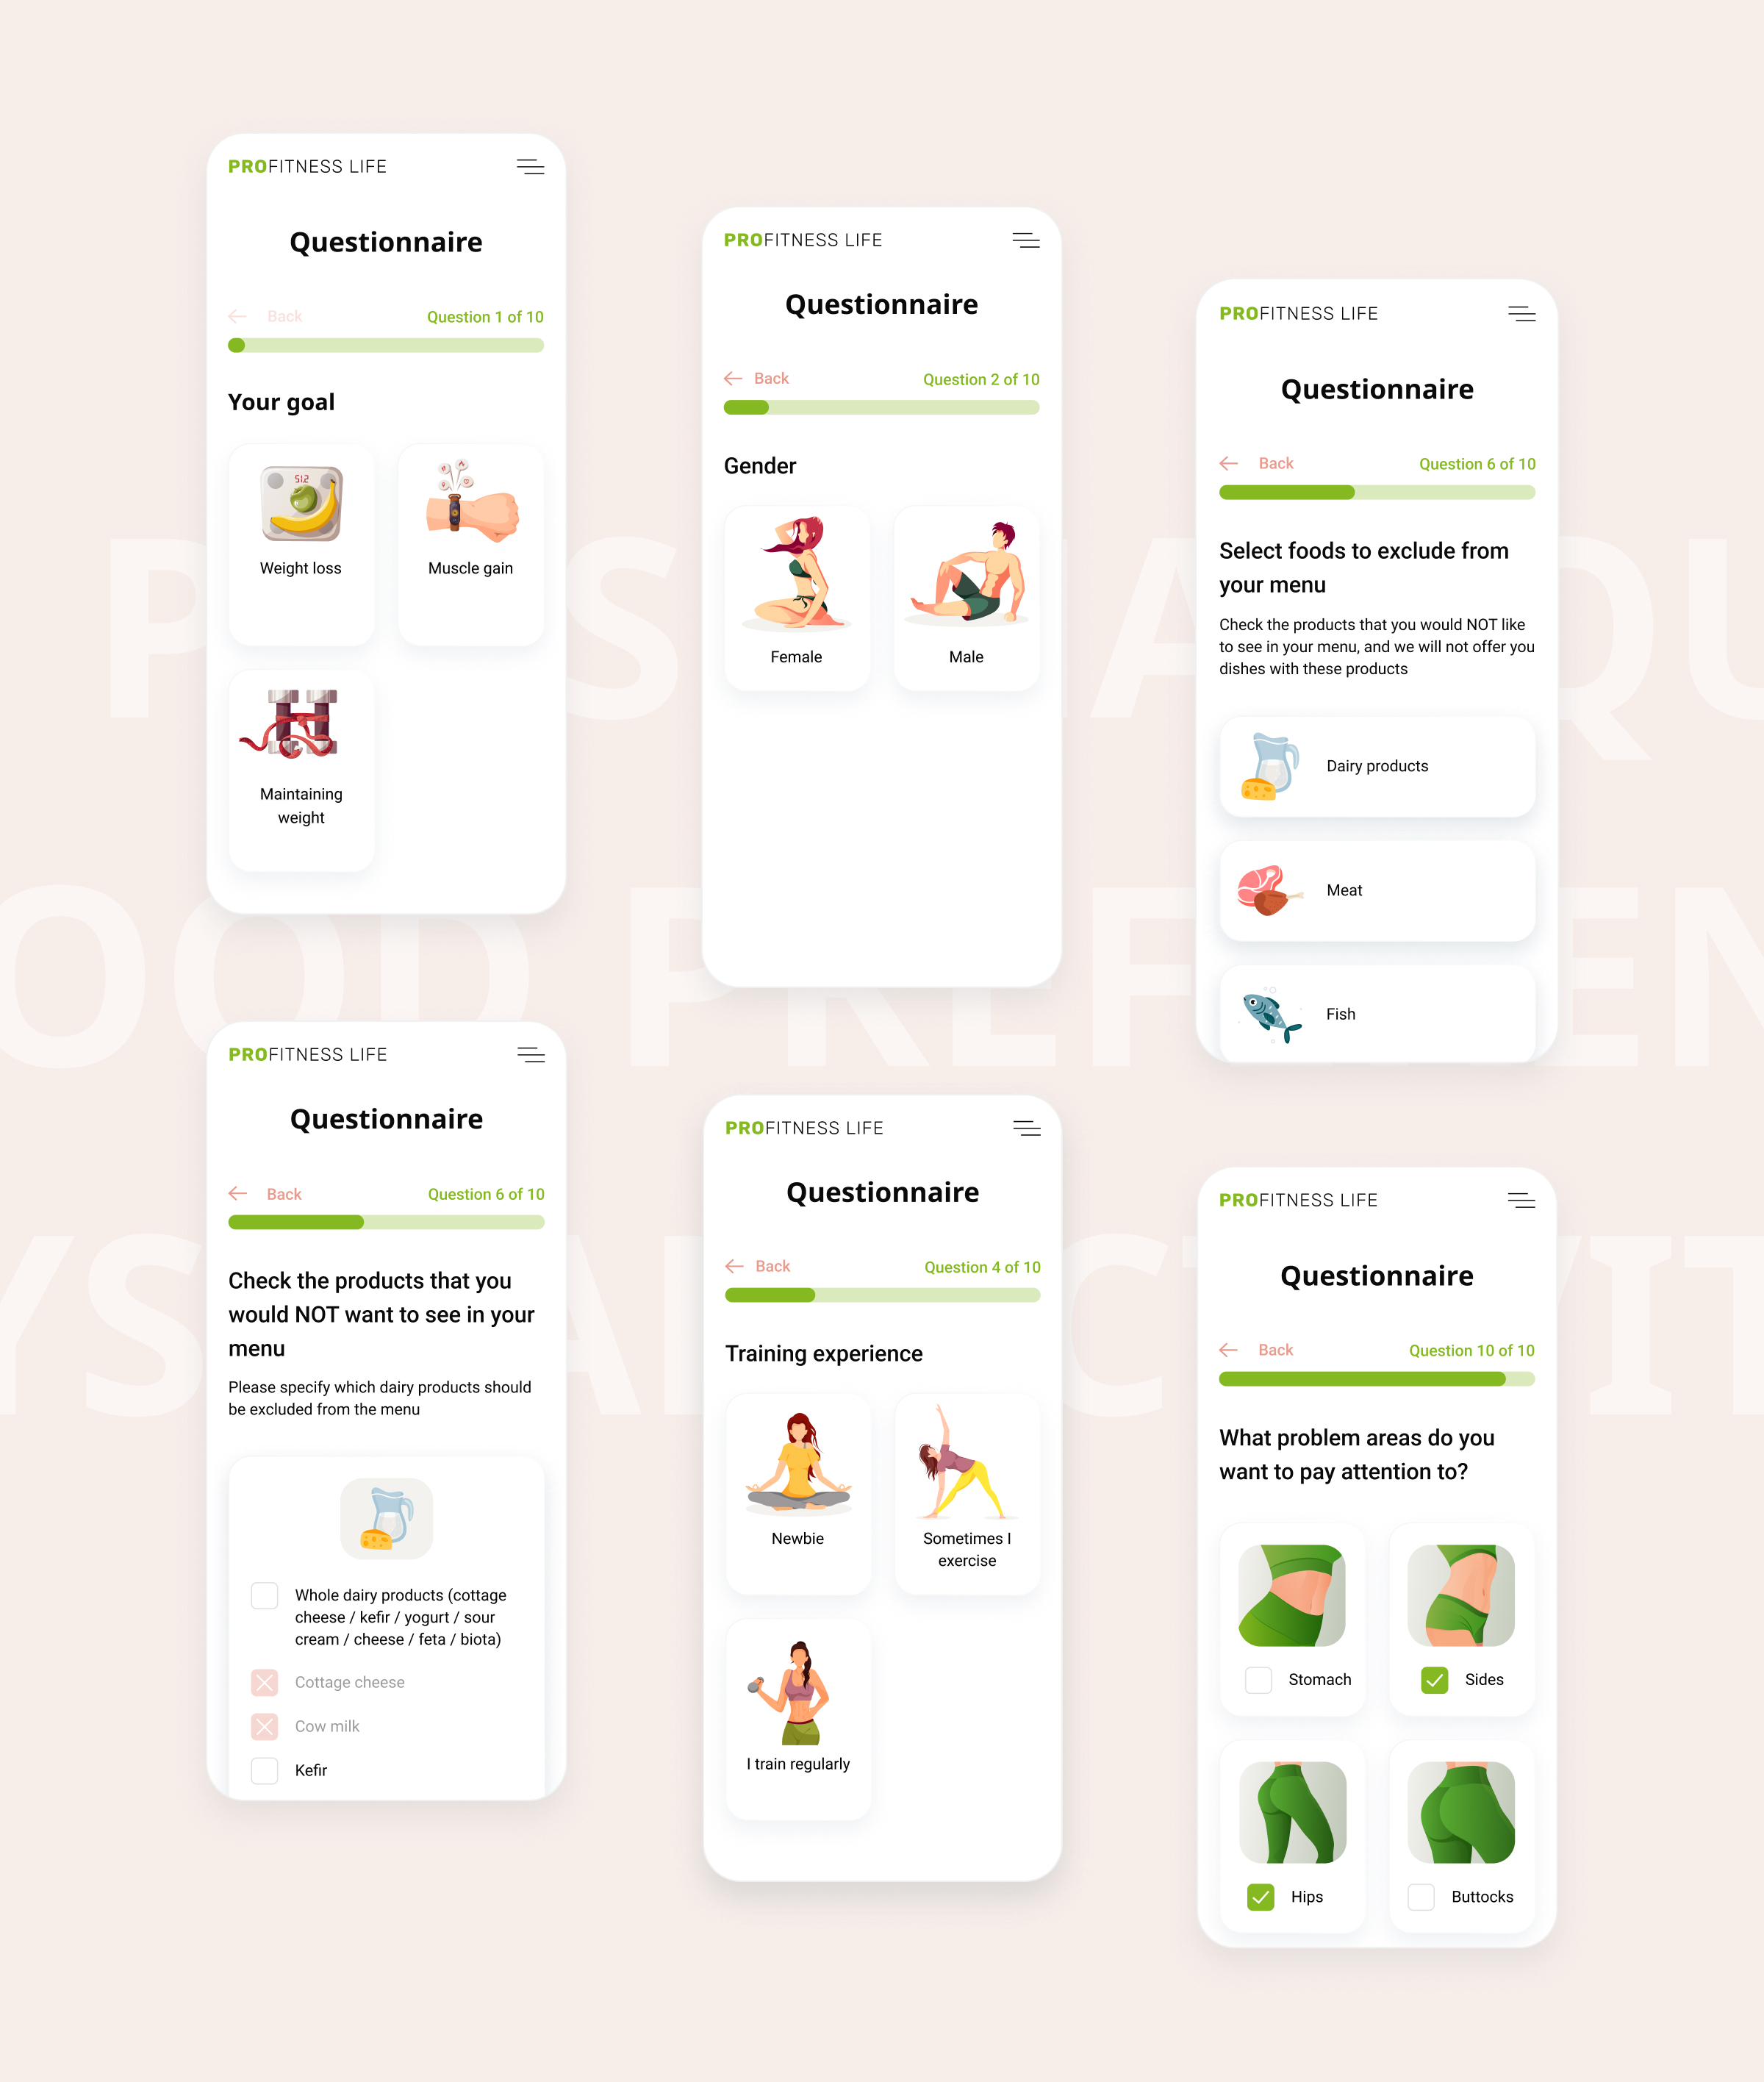 PROFITNESS LIFE
Questionnaire
Back
Question 1 of 10
Your goal
51.2
Weight loss
Muscle gain
Maintaining
weight
PROFITNESS LIFE
Questionnaire
Back
Question 2 of 10
Gender
Female
Male
PROFITNESS LIFE
Questionnaire
Back
Question 6 of 10
Select foods to exclude from
your menu
Check the products that you would NOT like
to see in your menu, and we will not offer you
dishes with these products
Dairy products
Meat
Fish
PROFITNESS LIFE
Questionnaire
Back
Question 6 of 10
Check the products that you
would NOT want to see in your
menu
Please specify which dairy products should
be excluded from the menu
Whole dairy products (cottage
cheese / kefir / yogurt / sour
cream / cheese / feta / biota)
Cottage cheese
Cow milk
Kefir
PROFITNESS LIFE
Questionnaire
Back
Question 4 of 10
Training experience
Newbie
Sometimes I
exercise
I train regularly
PROFITNESS LIFE
Questionnaire
Back
Question 10 of 10
What problem areas do you
want to pay attention to?
Stomach
Sides
Hips
Buttocks